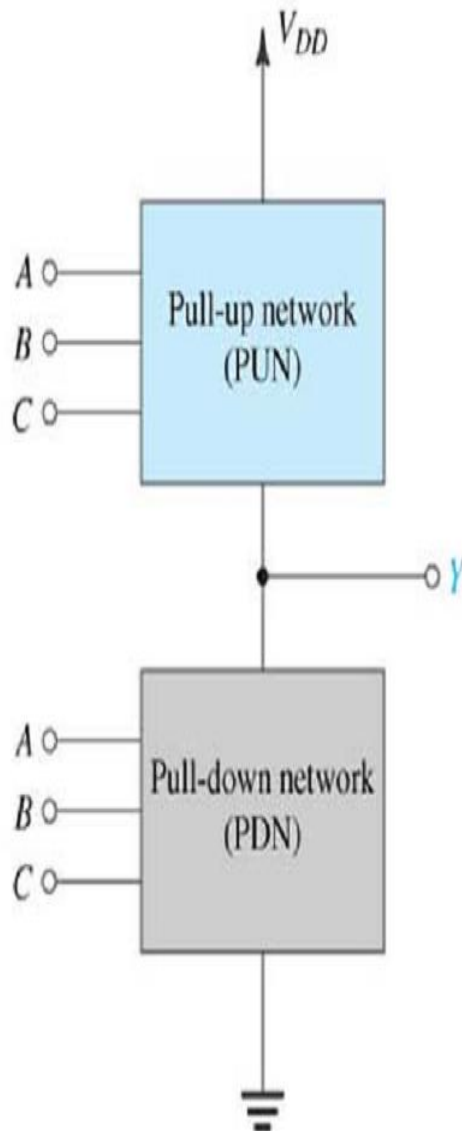 V_DD
A
B
C
Pull-up network
(PUN)
Y
A
B
C
Pull-down network
(PDN)